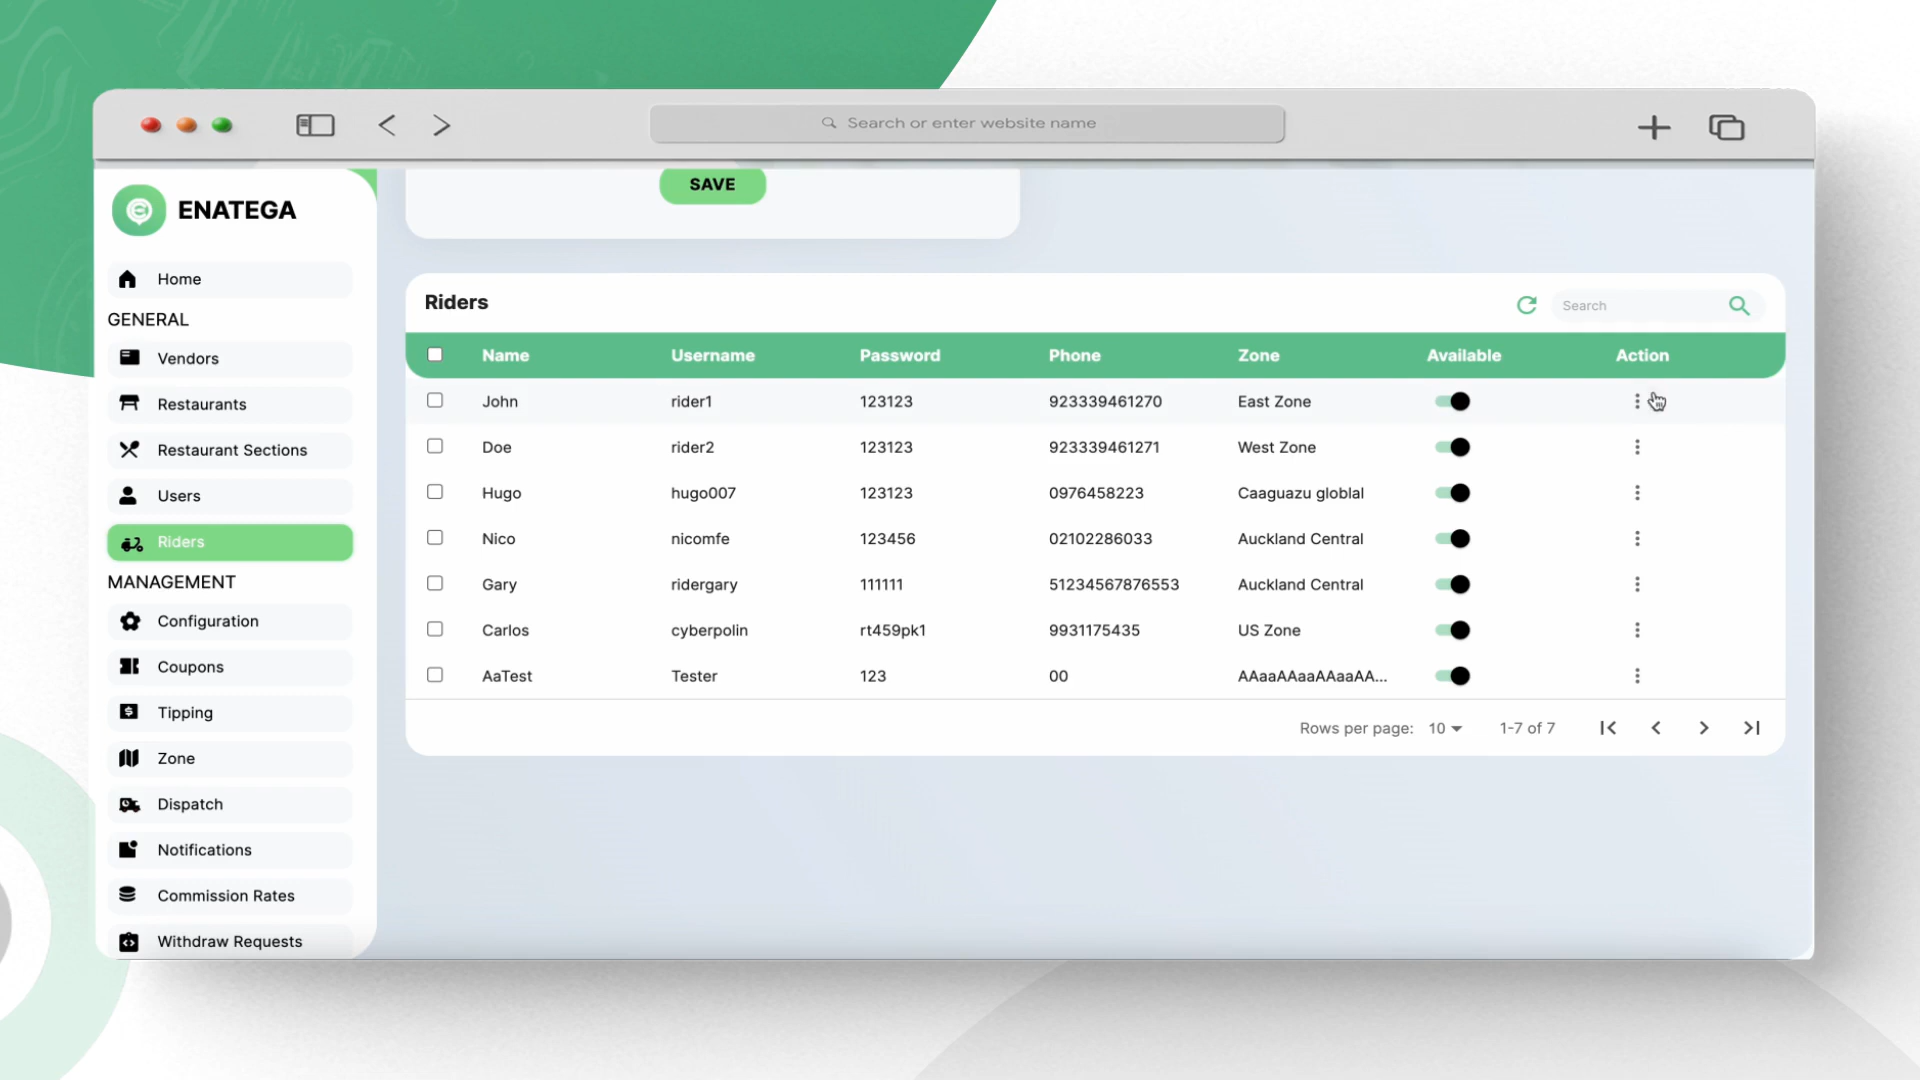 Search or enter website name
ENATEGA
SAVE
Home
GENERAL
Vendors
Restaurants
Restaurant Sections
Users
Riders
MANAGEMENT
Configuration
Coupons
Tipping
Zone
Dispatch
Notifications
Commission Rates
Withdraw Requests
Riders
Search
Name Username Password Phone Zone Available Action
John rider1 123123 923339461270 East Zone
Doe rider2 123123 923339461271 West Zone
Hugo hugo007 123123 0976458223 Caaguazu globlal
Nico nicomfe 123456 02102286033 Auckland Central
Gary ridergary 111111 51234567876553 Auckland Central
Carlos cyberpolin rt459pk1 9931175435 US Zone
AaTest Tester 123 00 AAaaAAaaAAaaAA...
Rows per page: 10 1-7 of 7